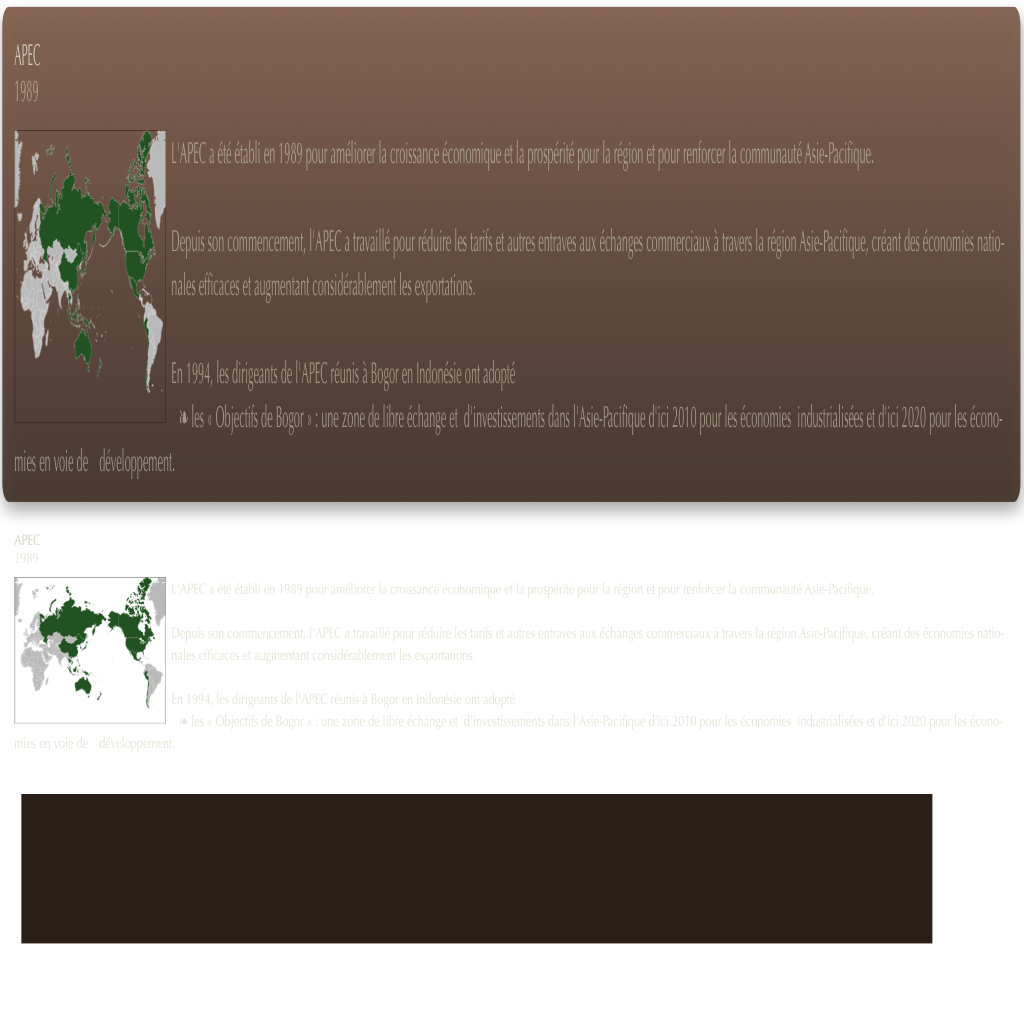 APEC
1989
L'APEC a été établi en 1989 pour améliorer la croissance économique et la prospérité pour la région et pour renforcer la communauté Asie-Pacifique.
Depuis son commencement, l'APEC a travaillé pour réduire les tarifs et autres entraves aux échanges commerciaux à travers la région Asie-Pacifique, créant des économies natio-
nales efficaces et augmentant considérablement les exportations.
En 1994, les dirigeants de l'APEC réunis à Bogor en Indonésie ont adopté
❧ les « Objectifs de Bogor » : une zone de libre échange et d'investissements dans l'Asie-Pacifique d'ici 2010 pour les économies industrialisées et d'ici 2020 pour les écono-
mies en voie de développement.
APEC
1989
L'APEC a été établi en 1989 pour améliorer la croissance économique et la prospérité pour la région et pour renforcer la communauté Asie-Pacifique.
Depuis son commencement, l'APEC a travaillé pour réduire les tarifs et autres entraves aux échanges commerciaux à travers la région Asie-Pacifique, créant des économies natio-
nales efficaces et augmentant considérablement les exportations.
En 1994, les dirigeants de l'APEC réunis à Bogor en Indonésie ont adopté
❧ les « Objectifs de Bogor » : une zone de libre échange et d'investissements dans l'Asie-Pacifique d'ici 2010 pour les économies industrialisées et d'ici 2020 pour les écono-
mies en voie de développement.